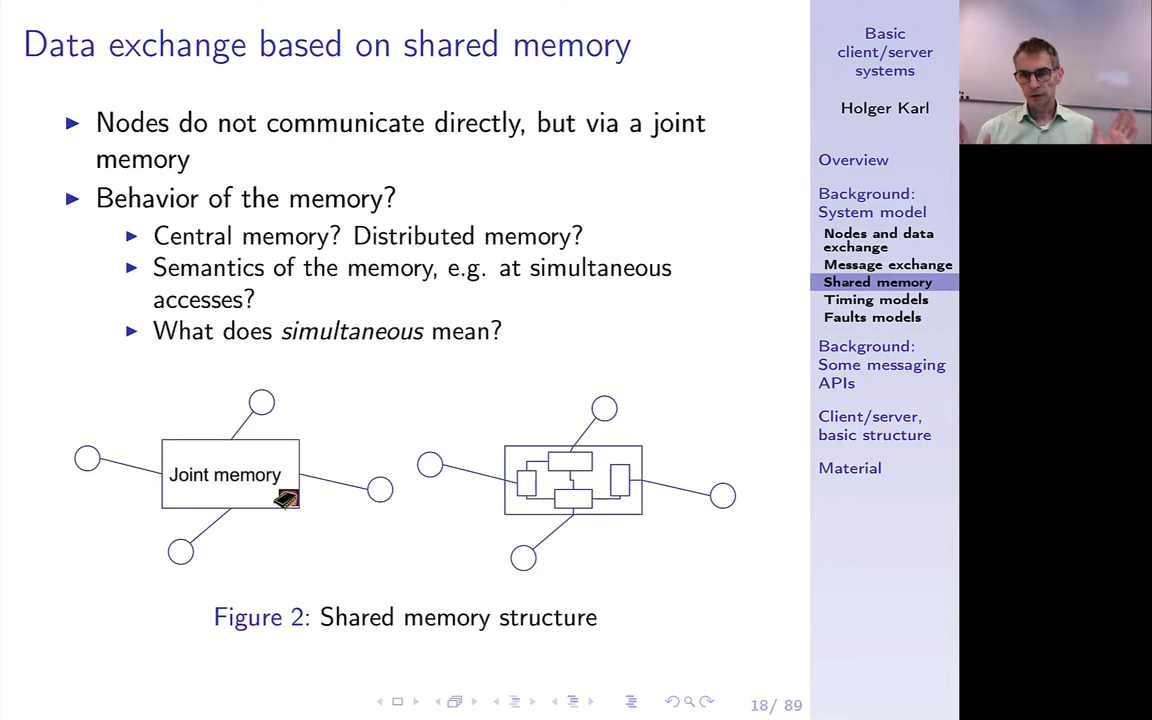 Data exchange based on shared memory
Nodes do not communicate directly, but via a joint
memory
Behavior of the memory?
Central memory? Distributed memory?
Semantics of the memory, e.g. at simultaneous
accesses?
What does simultaneous mean?
Joint memory
Figure 2: Shared memory structure
18/ 89
Basic
client/server
systems
Holger Karl
Overview
Background:
System model
Nodes and data
exchange
Message exchange
Shared memory
Timing models
Faults models
Background:
Some messaging
APIs
Client/server,
basic structure
Material